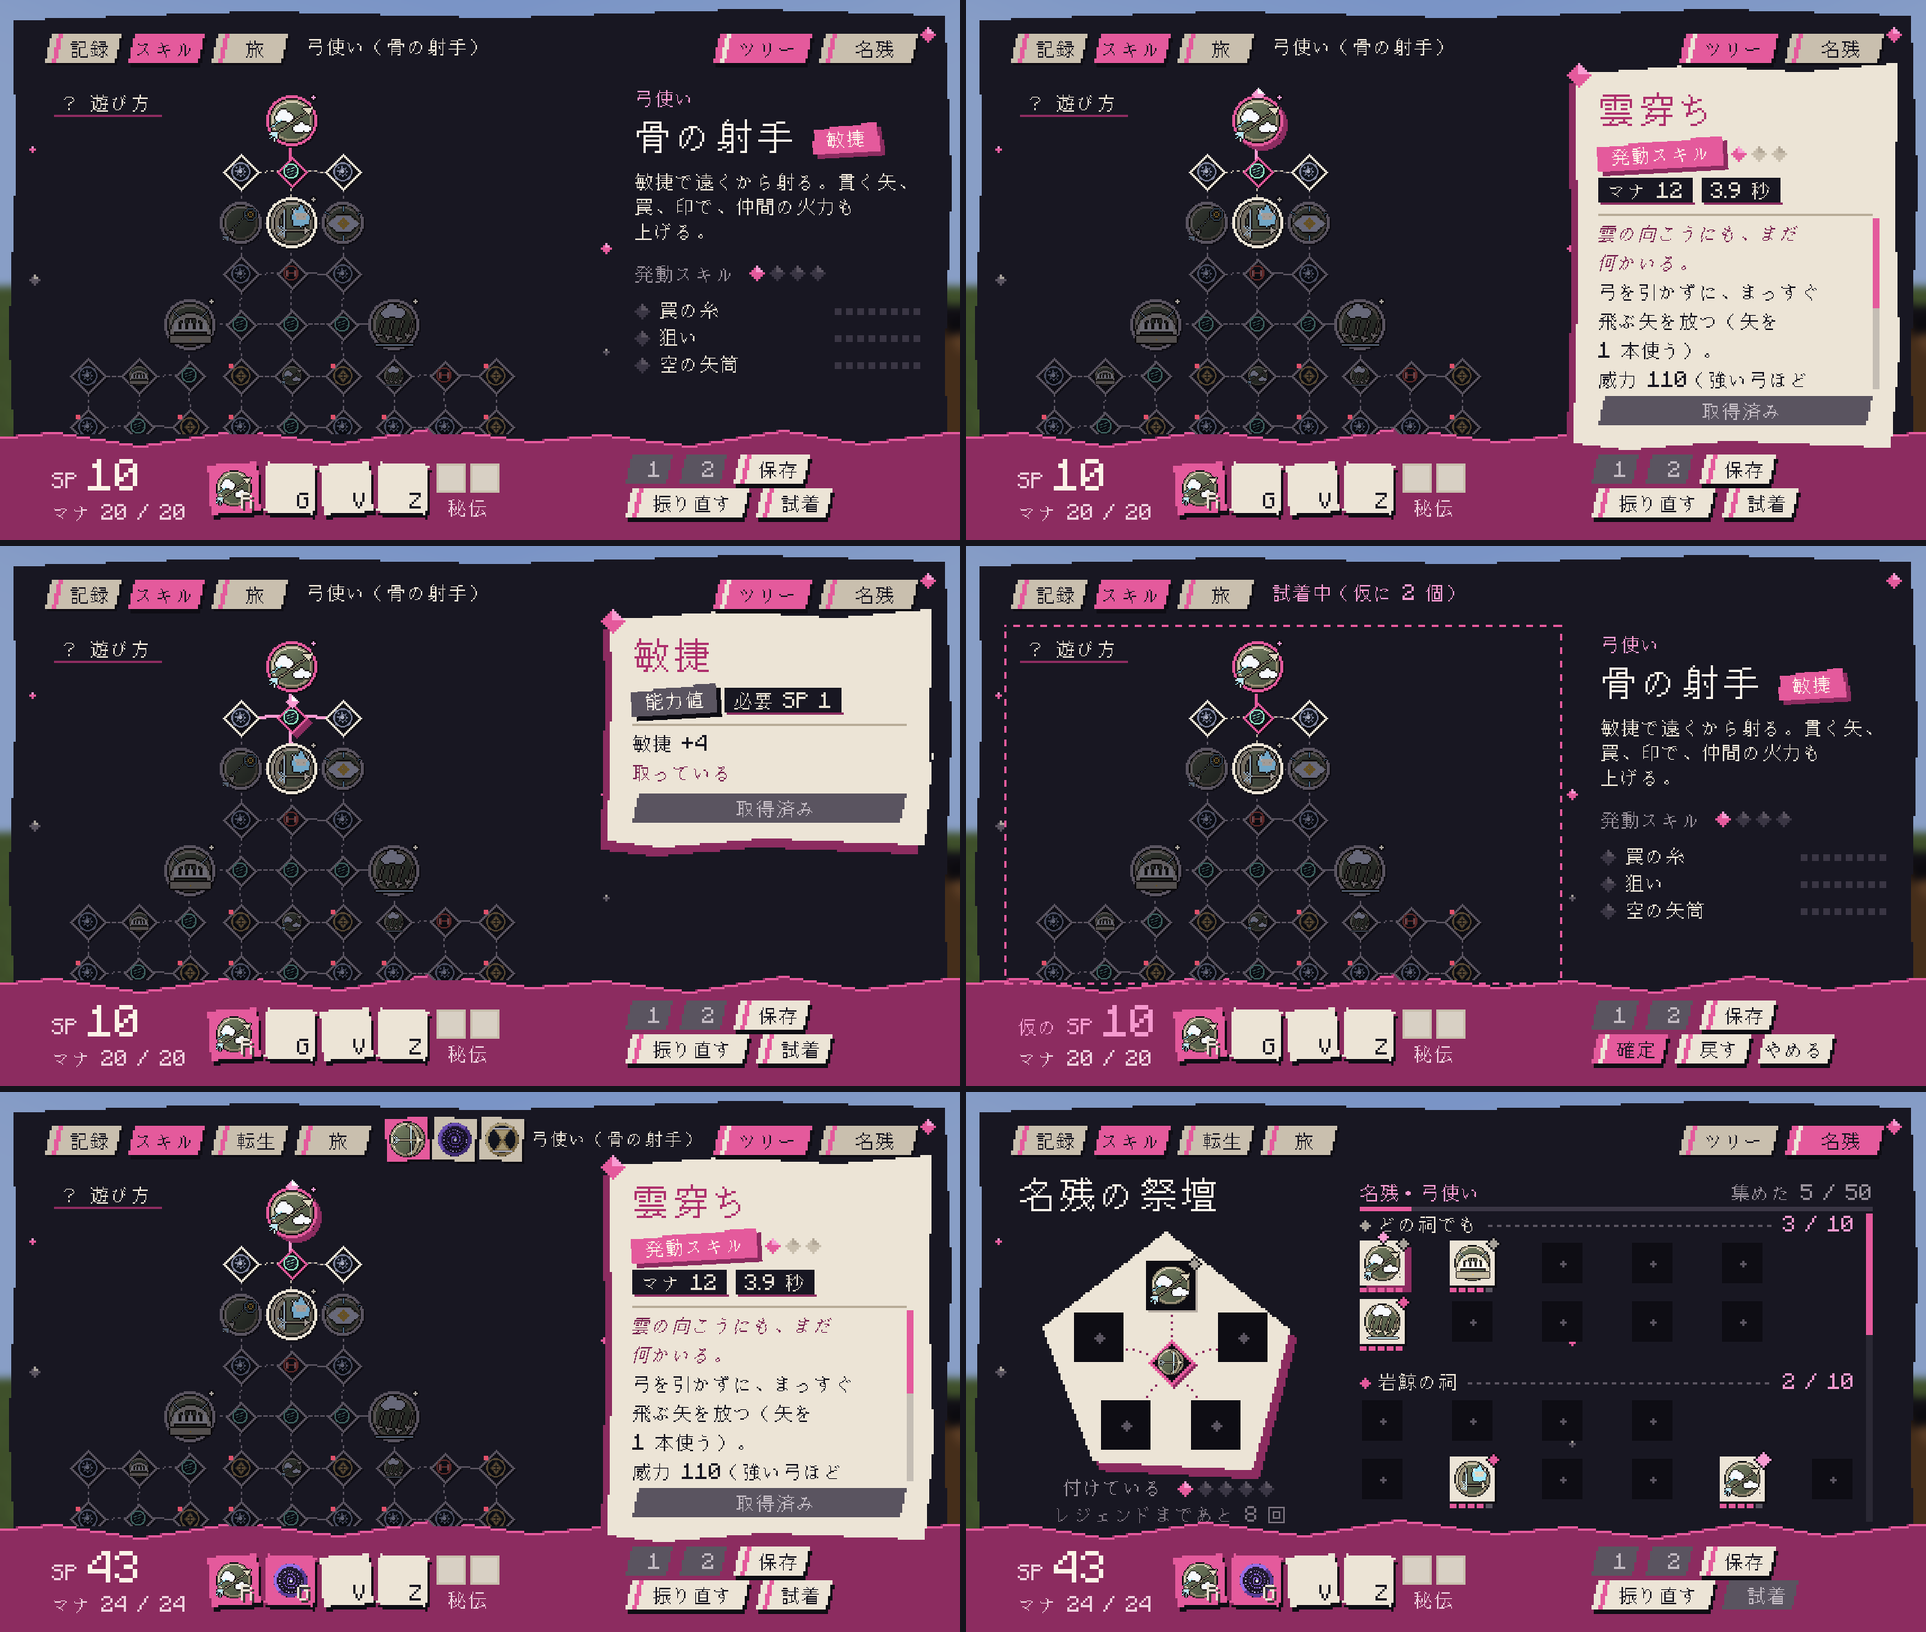 記録 スキル 旅 弓使い（骨の射手） ツリー 名残
? 遊び方
弓使い
骨の射手 敏捷
敏捷で遠くから射る。貫く矢、
罠、印で、仲間の火力も
上げる。
発動スキル
罠の糸
狙い
空の矢筒
SP 10
マナ 20 / 20
R G V Z 秘伝
1 2 保存
振り直す 試着
記録 スキル 旅 弓使い（骨の射手） ツリー 名残
? 遊び方
雲穿ち
発動スキル
マナ 12 3.9 秒
雲の向こうにも、まだ
何かいる。
弓を引かずに、まっすぐ
飛ぶ矢を放つ（矢を
1 本使う）。
威力 110（強い弓ほど
取得済み
SP 10
マナ 20 / 20
R G V Z 秘伝
1 2 保存
振り直す 試着
記録 スキル 旅 弓使い（骨の射手） ツリー 名残
? 遊び方
敏捷
能力値 必要 SP 1
敏捷 +4
取っている
取得済み
SP 10
マナ 20 / 20
R G V Z 秘伝
1 2 保存
振り直す 試着
記録 スキル 旅 試着中（仮に 2 個）
? 遊び方
弓使い
骨の射手 敏捷
敏捷で遠くから射る。貫く矢、
罠、印で、仲間の火力も
上げる。
発動スキル
罠の糸
狙い
空の矢筒
仮の SP 10
マナ 20 / 20
R G V Z 秘伝
1 2 保存
確定 戻す やめる
記録 スキル 転生 旅 弓使い（骨の射手） ツリー 名残
? 遊び方
雲穿ち
発動スキル
マナ 12 3.9 秒
雲の向こうにも、まだ
何かいる。
弓を引かずに、まっすぐ
飛ぶ矢を放つ（矢を
1 本使う）。
威力 110（強い弓ほど
取得済み
SP 43
マナ 24 / 24
R G V Z 秘伝
1 2 保存
振り直す 試着
記録 スキル 転生 旅 ツリー 名残
名残の祭壇
名残・弓使い 集めた 5 / 50
どの祠でも 3 / 10
岩鯨の祠 2 / 10
付けている
レジェンドまであと 8 回
SP 43
マナ 24 / 24
R G V Z 秘伝
1 2 保存
振り直す 試着